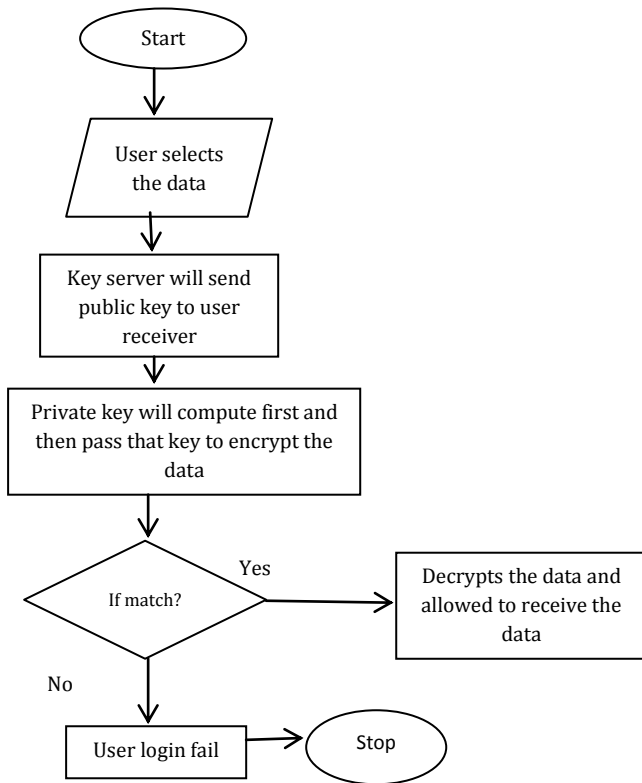 Start
User selects
the data
Key server will send
public key to user
receiver
Private key will compute first and
then pass that key to encrypt the
data
If match?
Yes
Decrypts the data and
allowed to receive the
data
No
User login fail
Stop